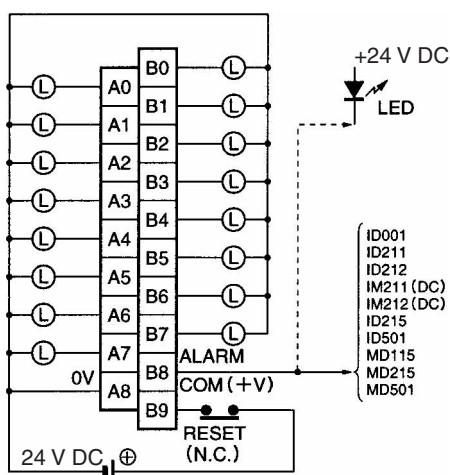 +24 V DC
LED
B0
L
L
A0
B1
L
L
A1
B2
L
L
A2
B3
L
L
A3
B4
L
L
A4
B5
L
L
A5
B6
L
L
A6
B7
L
L
A7
ALARM
0V
B8
COM (+V)
A8
B9
RESET
(N.C.)
24 V DC ⊕
ID001
ID211
ID212
IM211 (DC)
IM212 (DC)
ID215
ID501
MD115
MD215
MD501